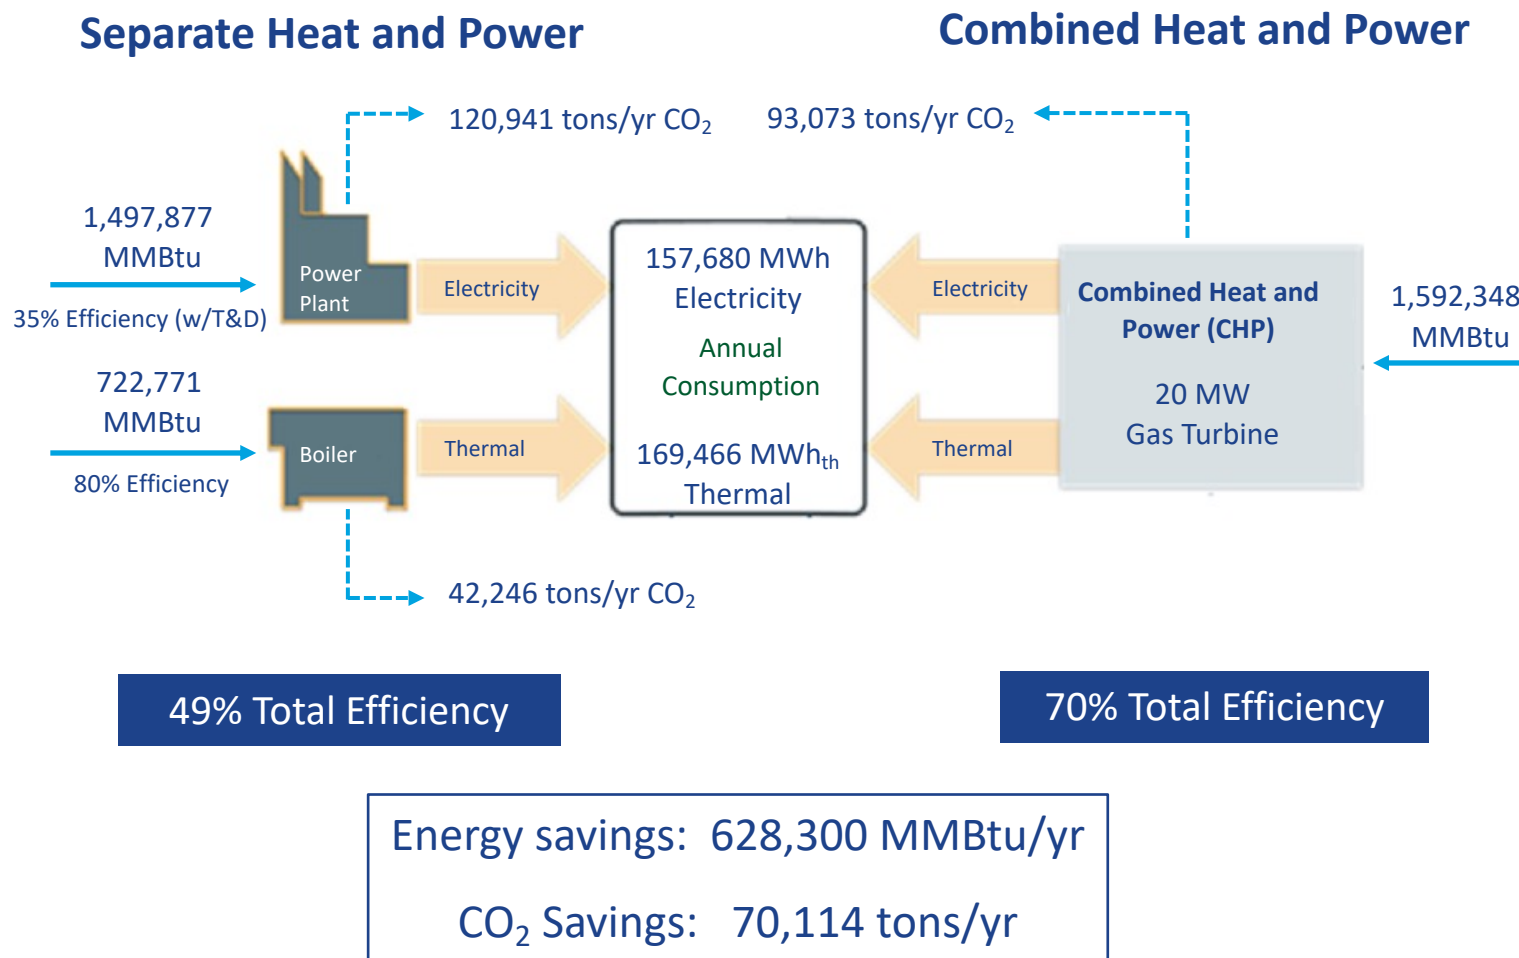 Separate Heat and Power
Combined Heat and Power
120,941 tons/yr CO₂
93,073 tons/yr CO₂
1,497,877
MMBtu
35% Efficiency (w/T&D)
Power
Plant
Electricity
157,680 MWh
Electricity
Annual
Consumption
169,466 MWhₜₕ
Thermal
Electricity
Combined Heat and
Power (CHP)
20 MW
Gas Turbine
1,592,348
MMBtu
722,771
MMBtu
80% Efficiency
Boiler
Thermal
Thermal
42,246 tons/yr CO₂
49% Total Efficiency
70% Total Efficiency
Energy savings: 628,300 MMBtu/yr
CO₂ Savings: 70,114 tons/yr